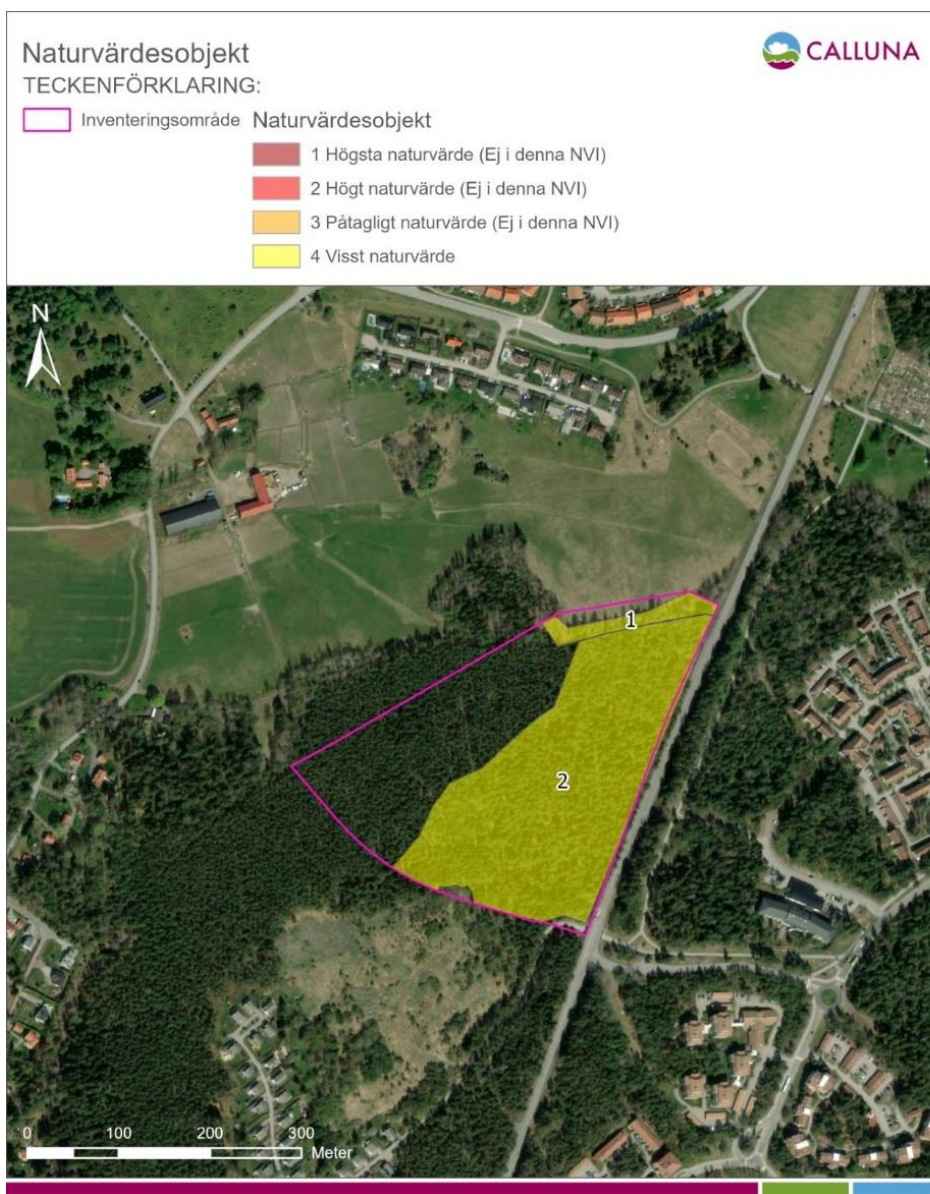 Naturvärdesobjekt
CALLUNA
TECKENFÖRKLARING:
Inventeringsområde Naturvärdesobjekt
1 Högsta naturvärde (Ej i denna NVI)
2 Högt naturvärde (Ej i denna NVI)
3 Påtagligt naturvärde (Ej i denna NVI)
4 Visst naturvärde
N
1
2
0 100 200 300
Meter